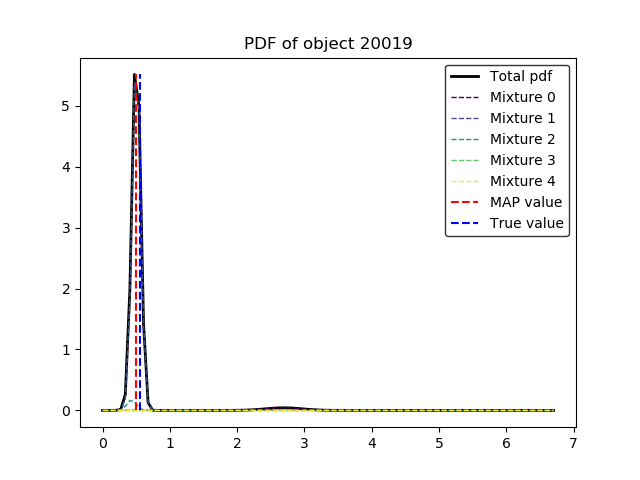 PDF of object 20019
Total pdf
Mixture 0
Mixture 1
Mixture 2
Mixture 3
Mixture 4
MAP value
True value
5
4
3
2
1
0
0 1 2 3 4 5 6 7